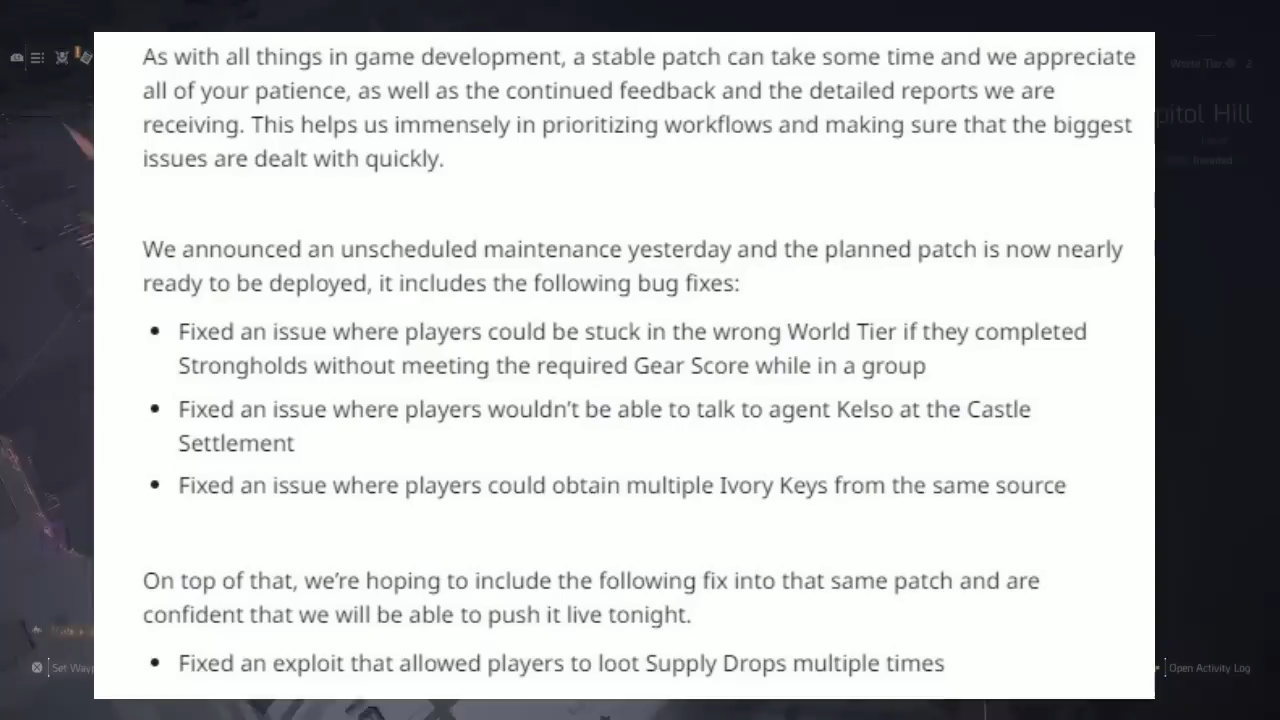 As with all things in game development, a stable patch can take some time and we appreciate
all of your patience, as well as the continued feedback and the detailed reports we are
receiving. This helps us immensely in prioritizing workflows and making sure that the biggest
issues are dealt with quickly.
We announced an unscheduled maintenance yesterday and the planned patch is now nearly
ready to be deployed, it includes the following bug fixes:
• Fixed an issue where players could be stuck in the wrong World Tier if they completed
Strongholds without meeting the required Gear Score while in a group
• Fixed an issue where players wouldn't be able to talk to agent Kelso at the Castle
Settlement
• Fixed an issue where players could obtain multiple Ivory Keys from the same source
On top of that, we're hoping to include the following fix into that same patch and are
confident that we will be able to push it live tonight.
• Fixed an exploit that allowed players to loot Supply Drops multiple times
World Tier 2
pitol Hill
Invaded
Set Wayp
Open Activity Log